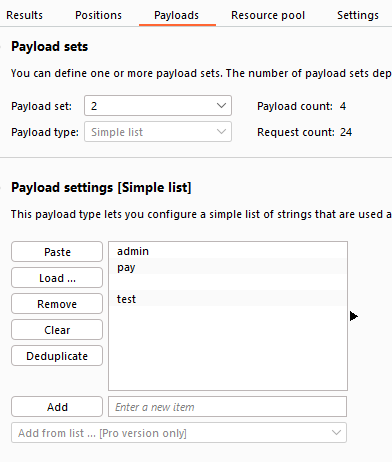 Results Positions Payloads Resource pool Settings
Payload sets
You can define one or more payload sets. The number of payload sets dep
Payload set: 2 Payload count: 4
Payload type: Simple list Request count: 24
Payload settings [Simple list]
This payload type lets you configure a simple list of strings that are used a
Paste admin
pay
Load ...
Remove test
Clear
Deduplicate
Add Enter a new item
Add from list ... [Pro version only]